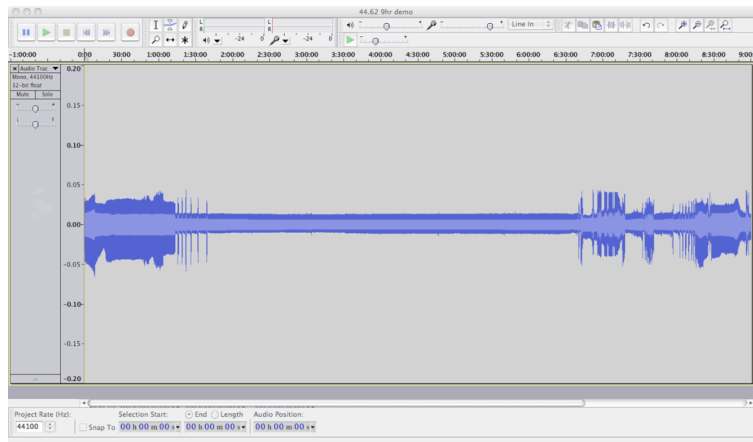 44.62 9hr demo
L
R
L
R
-24
0
-24
0
Line In
-1:00:00
0:00
30:00
1:00:00
1:30:00
2:00:00
2:30:00
3:00:00
3:30:00
4:00:00
4:30:00
5:00:00
5:30:00
6:00:00
6:30:00
7:00:00
7:30:00
8:00:00
8:30:00
9:00
Audio Trac
Mono, 44100Hz
32-bit float
Mute Solo
L R
0.20
0.15
0.10
0.05
0.00
-0.05
-0.10
-0.15
-0.20
Project Rate (Hz): Selection Start: End Length Audio Position:
44100 Snap To 00 h 00 m 00 s 00 h 00 m 00 s 00 h 00 m 00 s